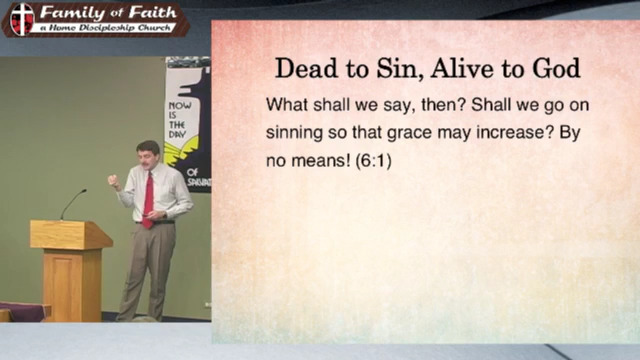 Family of Faith
a Home Discipleship Church
Dead to Sin, Alive to God
What shall we say, then? Shall we go on
sinning so that grace may increase? By
no means! (6:1)
NOW
IS
THE
DAY
OF